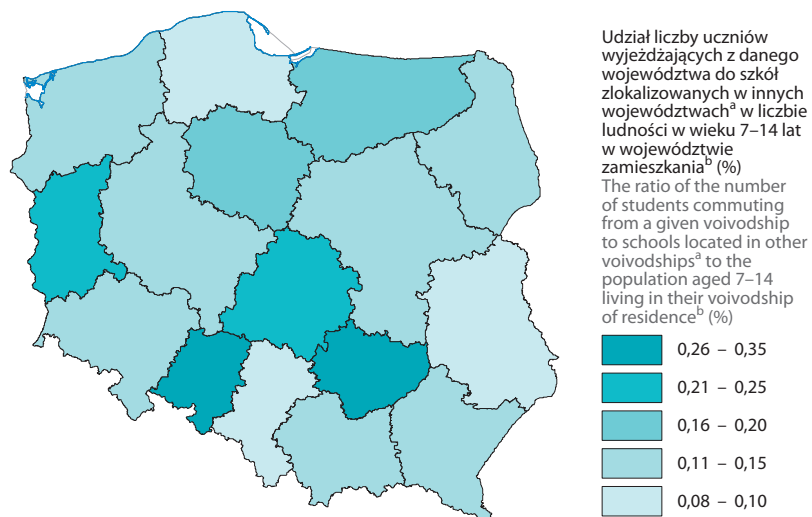 Udział liczby uczniów
wyjeżdżających z danego
województwa do szkół
zlokalizowanych w innych
województwachᵃ w liczbie
ludności w wieku 7–14 lat
w województwie
zamieszkaniaᵇ (%)
The ratio of the number
of students commuting
from a given voivodship
to schools located in other
voivodshipsᵃ to the
population aged 7–14
living in their voivodship
of residenceᵇ (%)
0,26 – 0,35
0,21 – 0,25
0,16 – 0,20
0,11 – 0,15
0,08 – 0,10